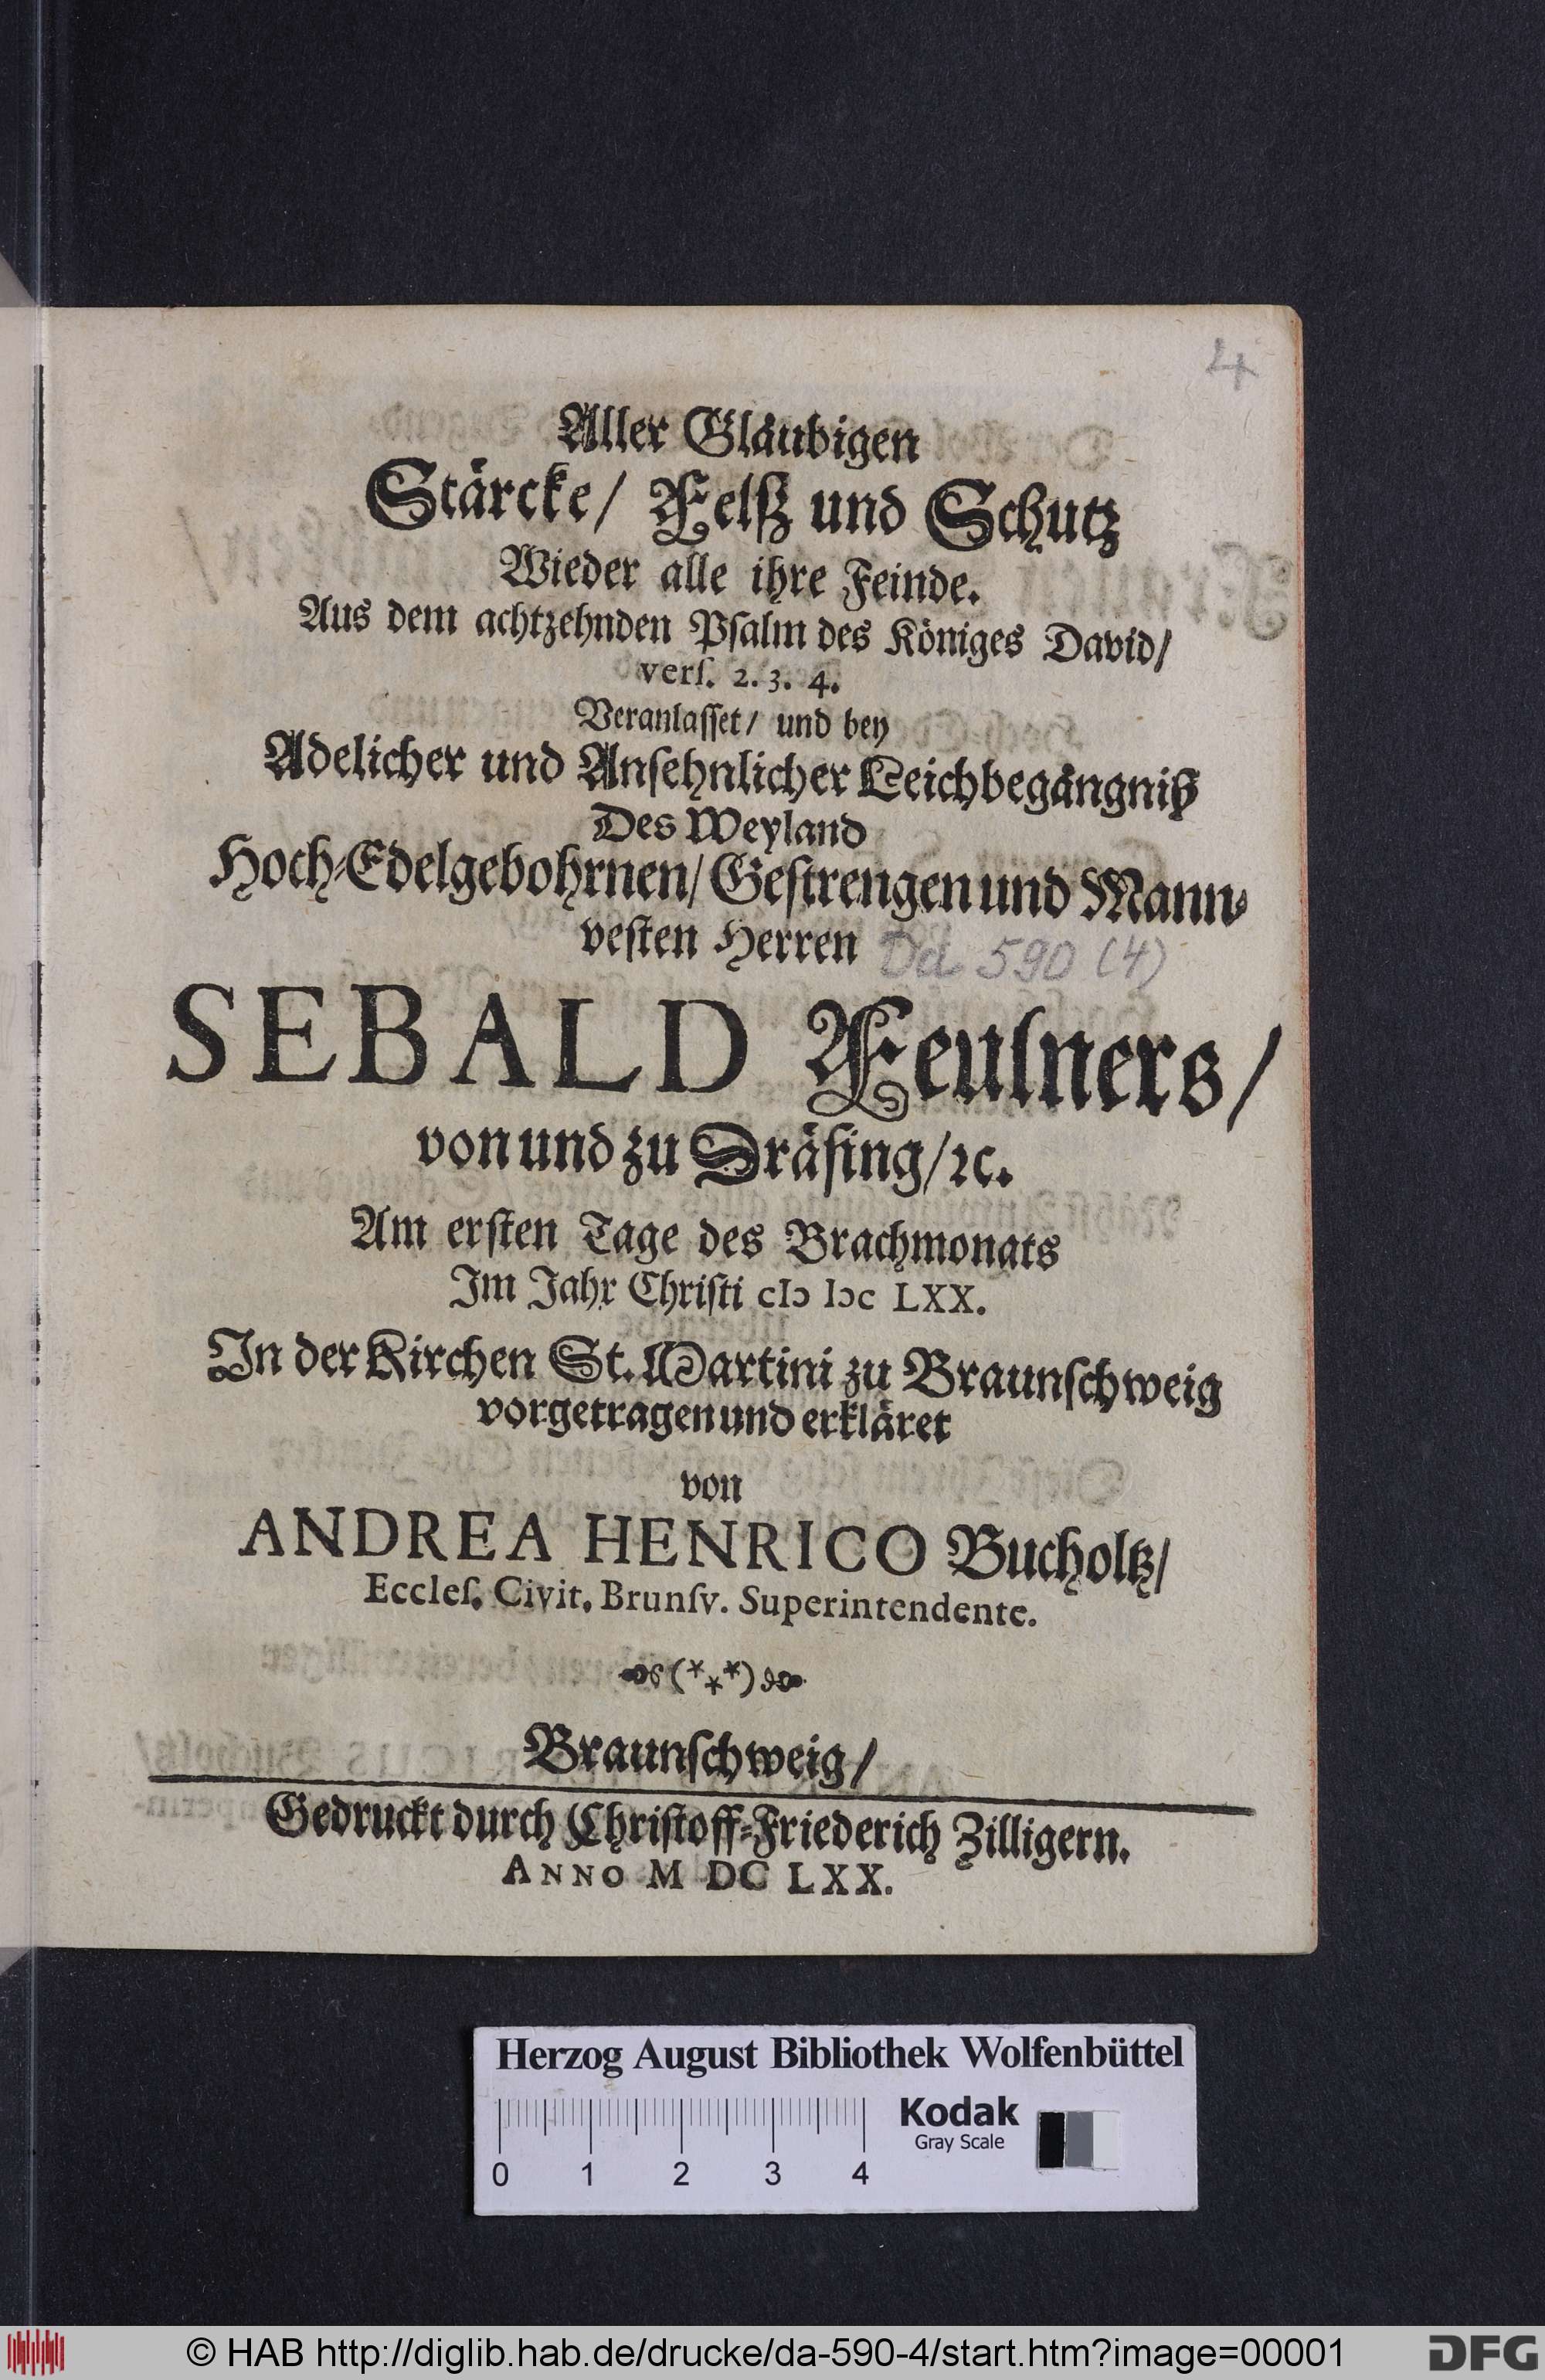 4
Aller Gläubigen
Stärcke/ Felß und Schutz
Wieder alle ihre Feinde.
Aus dem achtzehnden Psalm des Königes David/
verſ. 2. 3. 4.
Veranlaſſet/ und bey
Adelicher und Anſehnlicher Leichbegängniß
Des Weyland
Hoch-Edelgebohrnen/ Geſtrengen und Mann-
veſten Herren Da 590 (4)
SEBALD Feulners/
von und zu Dräſing/ ꝛc.
Am erſten Tage des Brachmonats
Im Jahr Chriſti cIↄ Iↄc LXX.
In der Kirchen St. Martini zu Braunſchweig
vorgetragen und erkläret
von
ANDREA HENRICO Bucholtz/
Eccleſ. Civit. Brunſv. Superintendente.
(***)
Braunſchweig/
Gedruckt durch Chriſtoff-Friederich Zilligern.
ANNO M DC LXX.
Herzog August Bibliothek Wolfenbüttel
Kodak
Gray Scale
0 1 2 3 4
© HAB http://diglib.hab.de/drucke/da-590-4/start.htm?image=00001
DFG